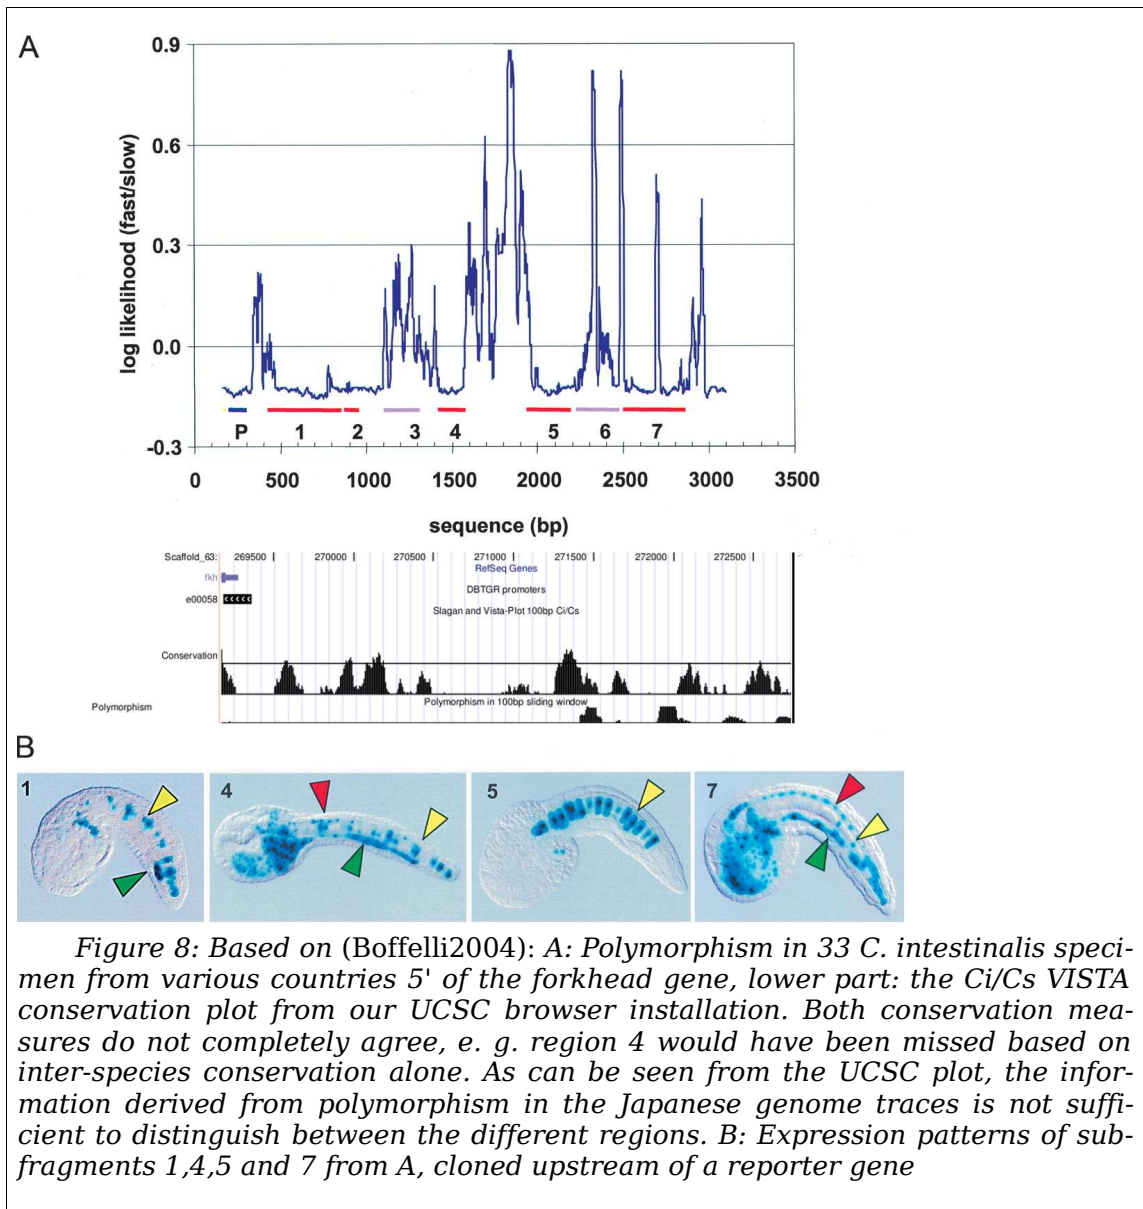 A
0.9
0.6
0.3
0.0
-0.3
log likelihood (fast/slow)
P 1 2 3 4 5 6 7
0 500 1000 1500 2000 2500 3000 3500
sequence (bp)
Scaffold_63: 269500 270000 270500 271000 271500 272000 272500
RefSeq Genes
fkh
DBTGR promoters
e00058
Slagan and Vista-Plot 100bp Ci/Cs
Conservation
Polymorphism in 100bp sliding window
Polymorphism
B
1 4 5 7
Figure 8: Based on (Boffelli2004): A: Polymorphism in 33 C. intestinalis speci-
men from various countries 5' of the forkhead gene, lower part: the Ci/Cs VISTA
conservation plot from our UCSC browser installation. Both conservation mea-
sures do not completely agree, e. g. region 4 would have been missed based on
inter-species conservation alone. As can be seen from the UCSC plot, the infor-
mation derived from polymorphism in the Japanese genome traces is not suffi-
cient to distinguish between the different regions. B: Expression patterns of sub-
fragments 1,4,5 and 7 from A, cloned upstream of a reporter gene